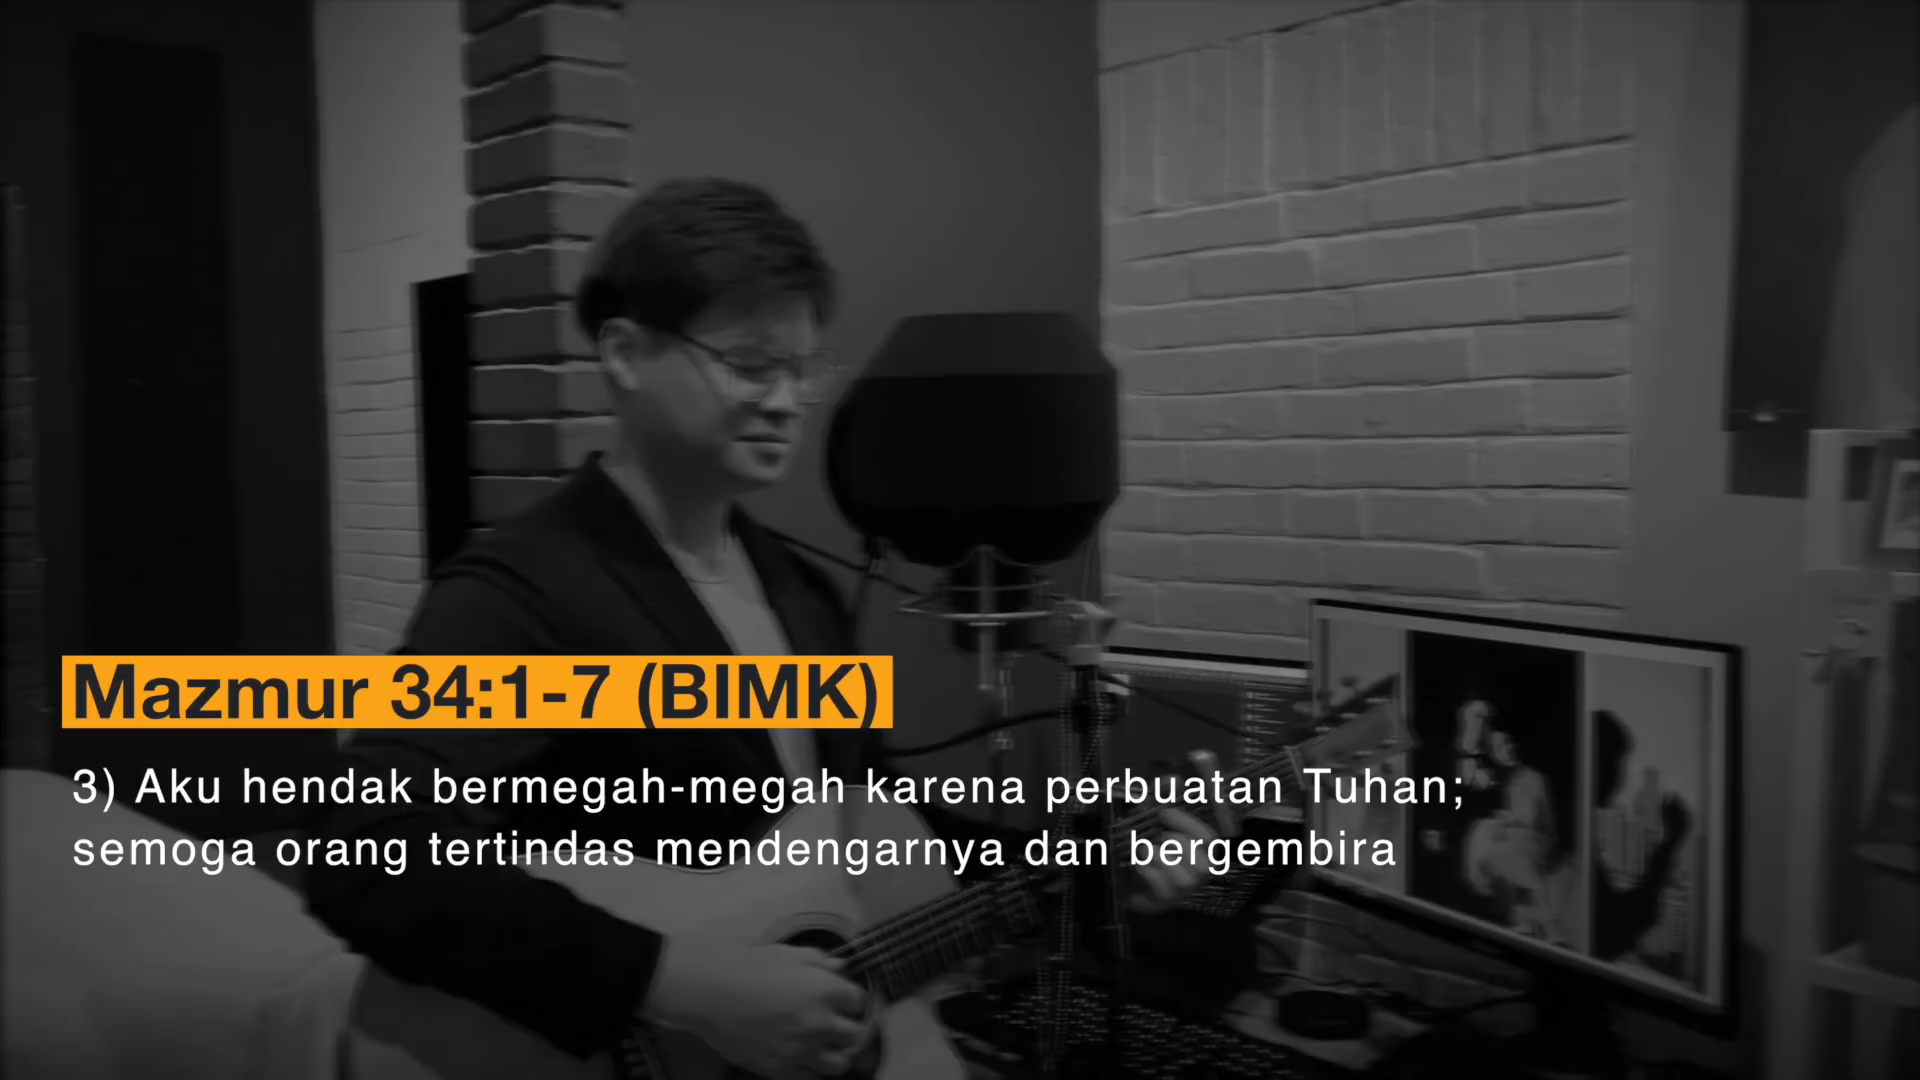 Mazmur 34:1-7 (BIMK)
3) Aku hendak bermegah-megah karena perbuatan Tuhan;
semoga orang tertindas mendengarnya dan bergembira